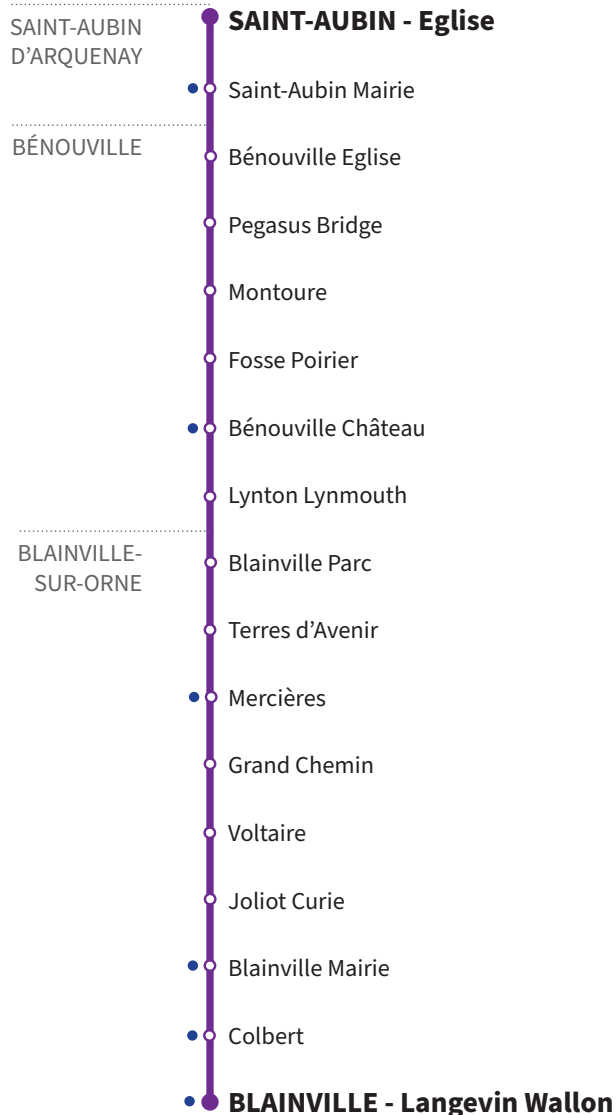 SAINT-AUBIN
D’ARQUENAY
SAINT-AUBIN - Eglise
Saint-Aubin Mairie
BÉNOUVILLE
Bénouville Eglise
Pegasus Bridge
Montoure
Fosse Poirier
Bénouville Château
Lynton Lynmouth
BLAINVILLE-
SUR-ORNE
Blainville Parc
Terres d’Avenir
Mercières
Grand Chemin
Voltaire
Joliot Curie
Blainville Mairie
Colbert
BLAINVILLE - Langevin Wallon